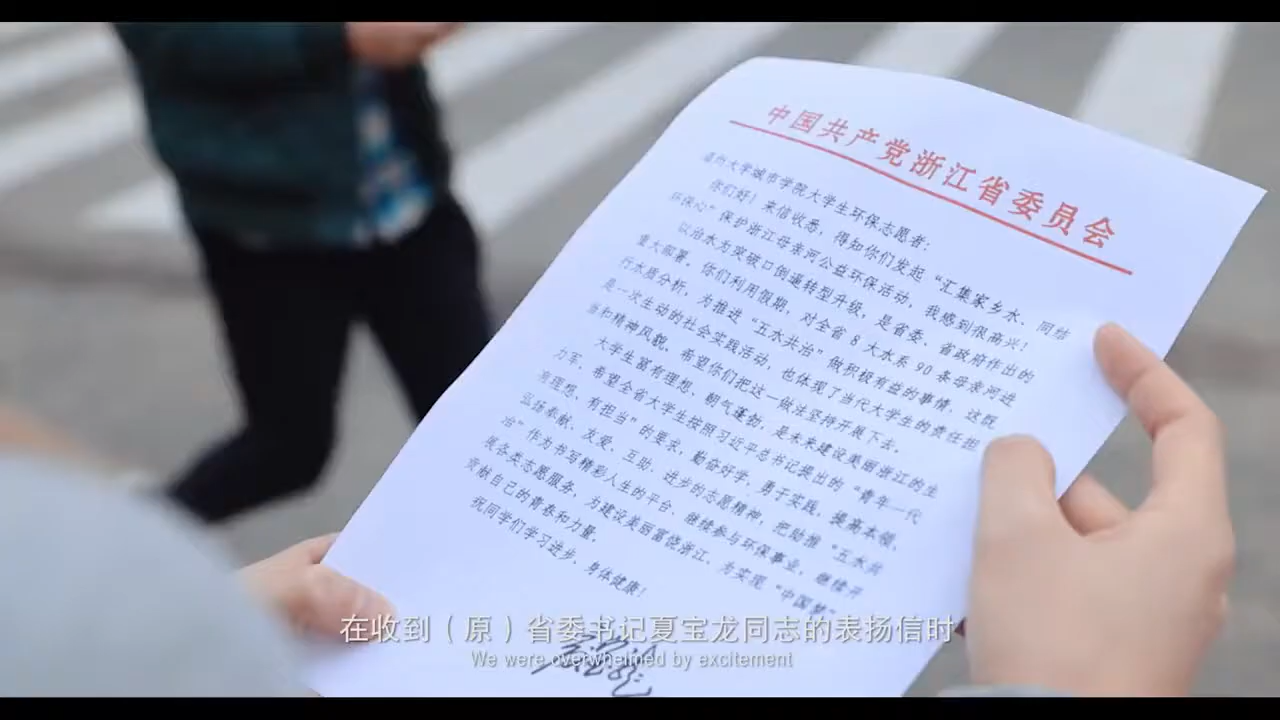 中国共产党浙江省委员会
大学城市学院大学生环保志愿者：
你们好！来信收悉，得知你们发起“汇集家乡水、同结
环保心”保护浙江母亲河公益环保活动，我感到很高兴！
以治水为突破口倒逼转型升级，是省委、省政府作出的
重大部署。你们利用假期，对全省8大水系90条母亲河进
行水质分析，为推进“五水共治”做积极有益的事情，这既
是一次生动的社会实践活动，也体现了当代大学生的责任担
当和精神风貌。希望你们把这一做法坚持开展下去。
大学生富有理想、朝气蓬勃，是未来建设美丽浙江的生
力军。希望全省大学生按照习近平总书记提出的“青年一代
有理想、有担当”的要求，勤奋好学，勇于实践，提高本领，
弘扬奉献、友爱、互助、进步的志愿精神，把助推“五水共
治”作为书写精彩人生的平台，继续参与环保事业，继续开
展各类志愿服务，为建设美丽富饶浙江、为实现“中国梦”
贡献自己的青春和力量。
祝同学们学习进步、身体健康！
在收到（原）省委书记夏宝龙同志的表扬信时
We were overwhelmed by excitement